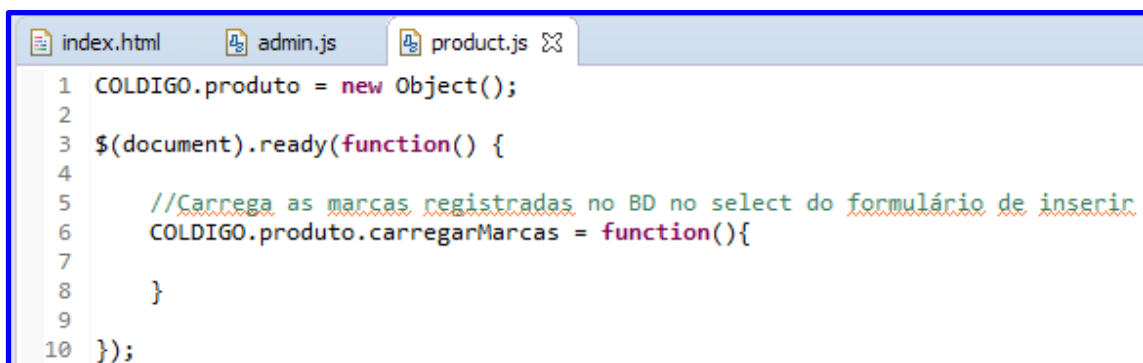 index.html admin.js product.js
1 COLDIGO.produto = new Object();
2
3 $(document).ready(function() {
4
5 //Carrega as marcas registradas no BD no select do formulário de inserir
6 COLDIGO.produto.carregarMarcas = function(){
7
8 }
9
10 });